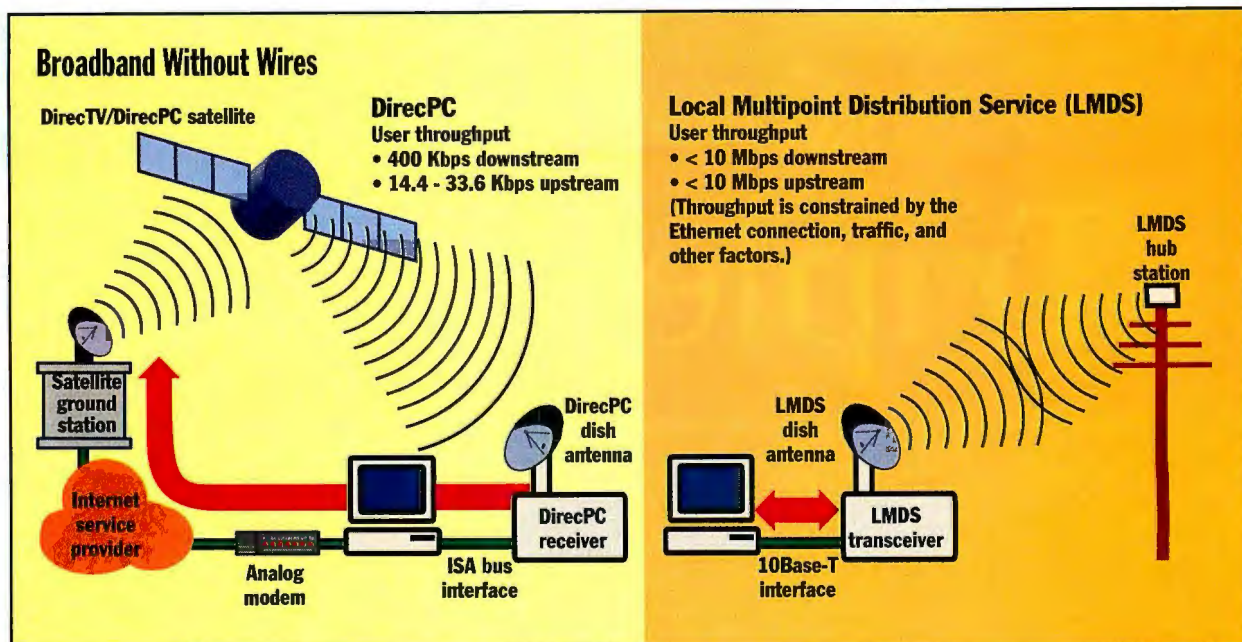 Broadband Without Wires
DirecTV/DirecPC satellite
DirecPC
User throughput
• 400 Kbps downstream
• 14.4 - 33.6 Kbps upstream
Satellite
ground
station
Internet
service
provider
Analog
modem
ISA bus
interface
DirecPC
dish
antenna
DirecPC
receiver
Local Multipoint Distribution Service (LMDS)
User throughput
• < 10 Mbps downstream
• < 10 Mbps upstream
(Throughput is constrained by the
Ethernet connection, traffic, and
other factors.)
LMDS
hub
station
LMDS
dish
antenna
LMDS
transceiver
10Base-T
interface